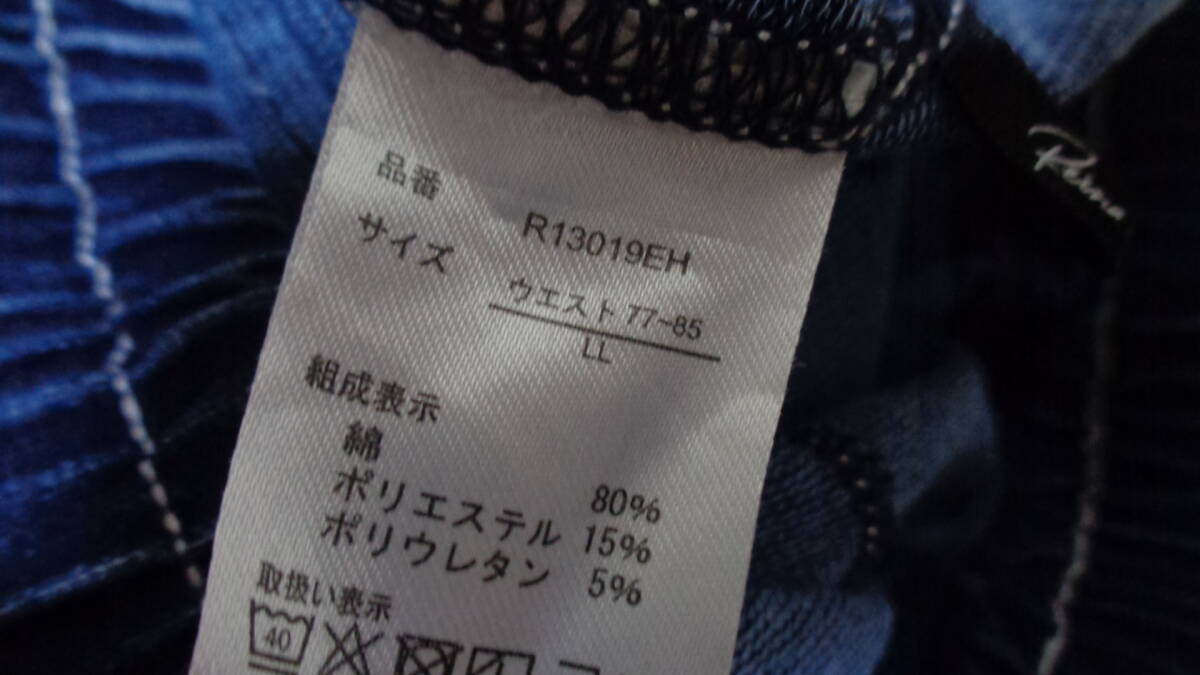 品番 R13019EH
サイズ ウエスト 77-85
LL
組成表示
綿 80%
ポリエステル 15%
ポリウレタン 5%
取扱い表示
40